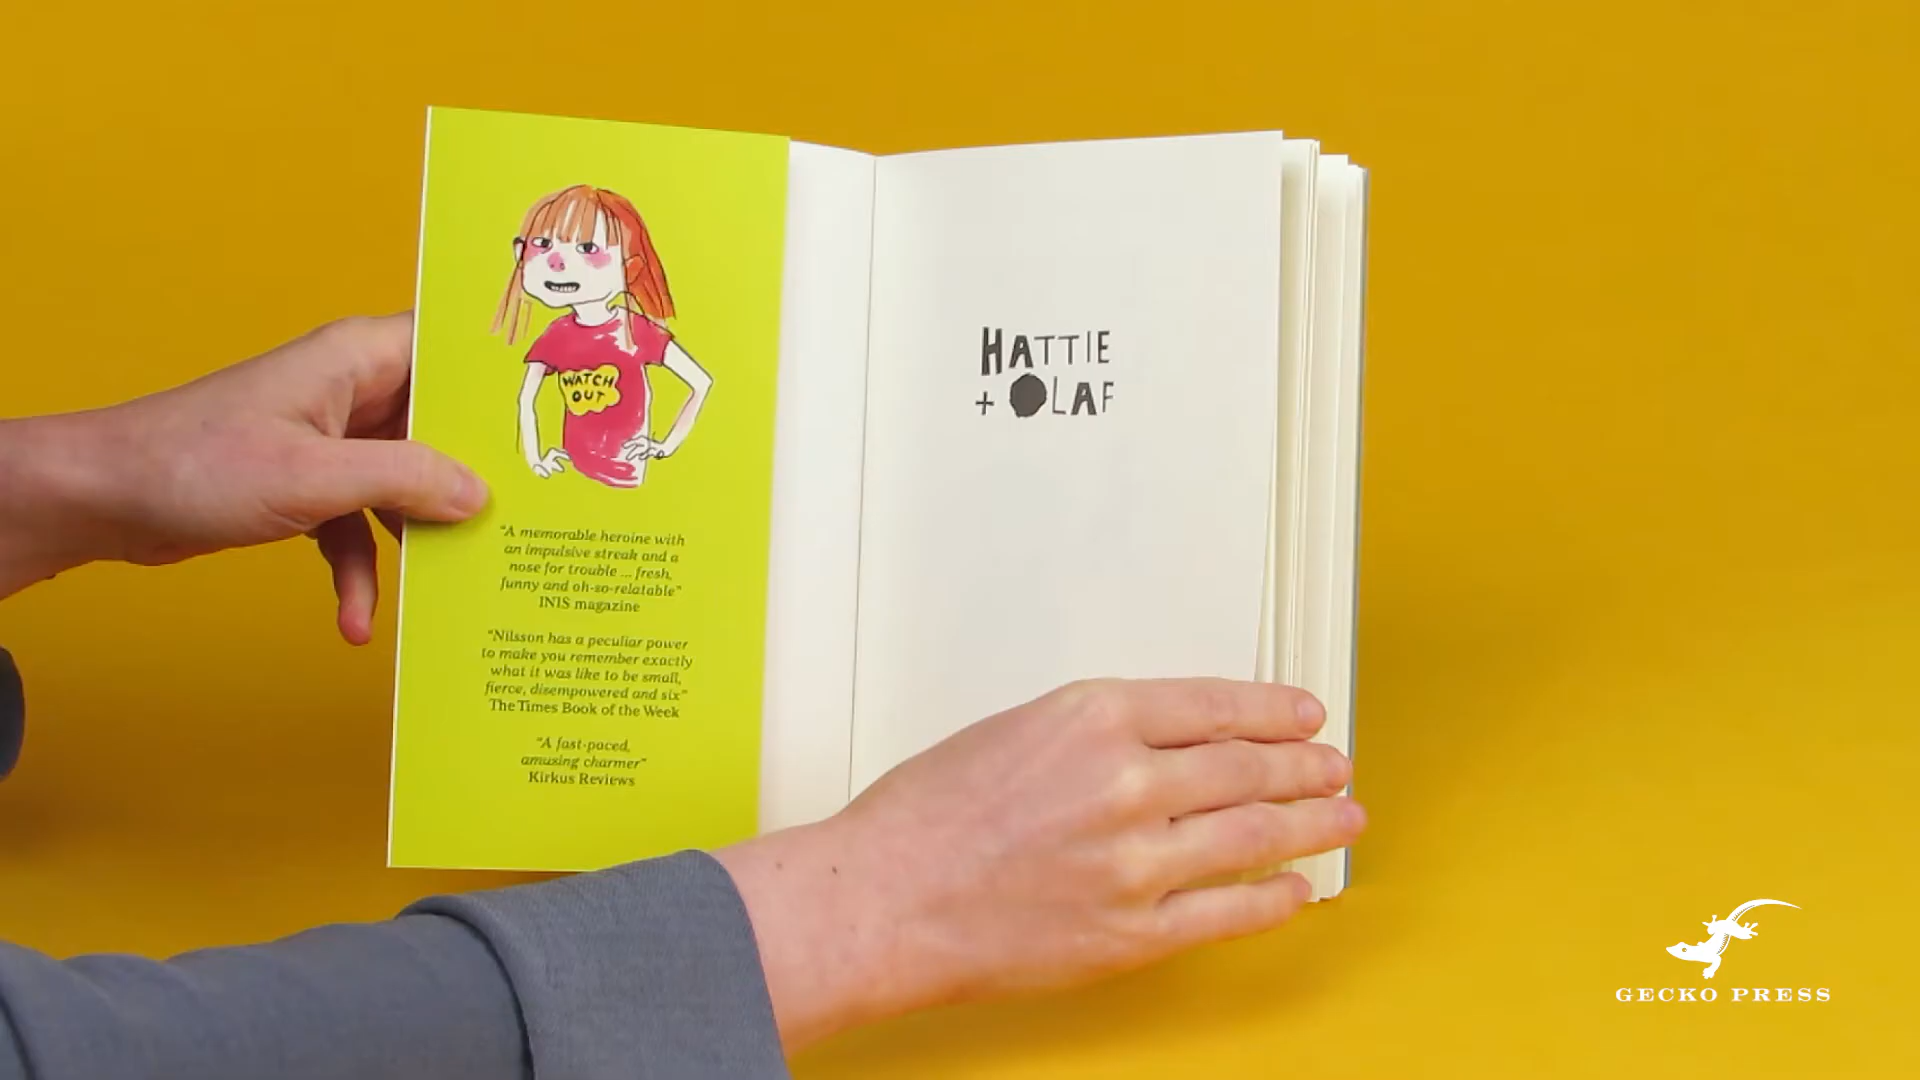 WATCH
OUT
“A memorable heroine with
an impulsive streak and a
nose for trouble ... fresh,
funny and oh-so-relatable”
INIS magazine
“Nilsson has a peculiar power
to make you remember exactly
what it was like to be small,
fierce, disempowered and six”
The Times Book of the Week
“A fast-paced,
amusing charmer”
Kirkus Reviews
HATTIE
+ OLAF
GECKO PRESS